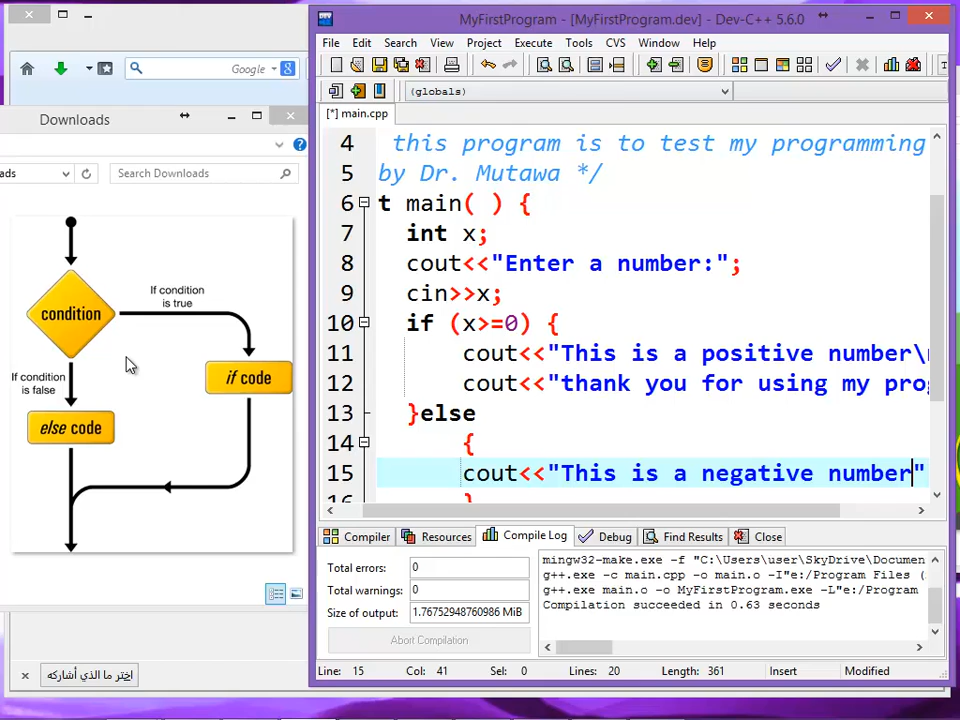 Google
Downloads
ads
Search Downloads
condition
If condition
is true
If condition
is false
if code
else code
اختر ما الذي أشاركه
MyFirstProgram - [MyFirstProgram.dev] - Dev-C++ 5.6.0
File Edit Search View Project Execute Tools CVS Window Help
(globals)
[*] main.cpp
4 this program is to test my programming
5 by Dr. Mutawa */
6 t main( ) {
7 int x;
8 cout<<"Enter a number:";
9 cin>>x;
10 if (x>=0) {
11 cout<<"This is a positive number\
12 cout<<"thank you for using my pro
13 }else
14 {
15 cout<<"This is a negative number"
16 }
Compiler Resources Compile Log Debug Find Results Close
Total errors: 0
Total warnings: 0
Size of output: 1.76752948760986 MiB
Abort Compilation
mingw32-make.exe -f "C:\Users\user\SkyDrive\Documen
g++.exe -c main.cpp -o main.o -I"e:/Program Files (
g++.exe main.o -o MyFirstProgram.exe -L"e:/Program
Compilation succeeded in 0.63 seconds
Line: 15 Col: 41 Sel: 0 Lines: 20 Length: 361 Insert Modified